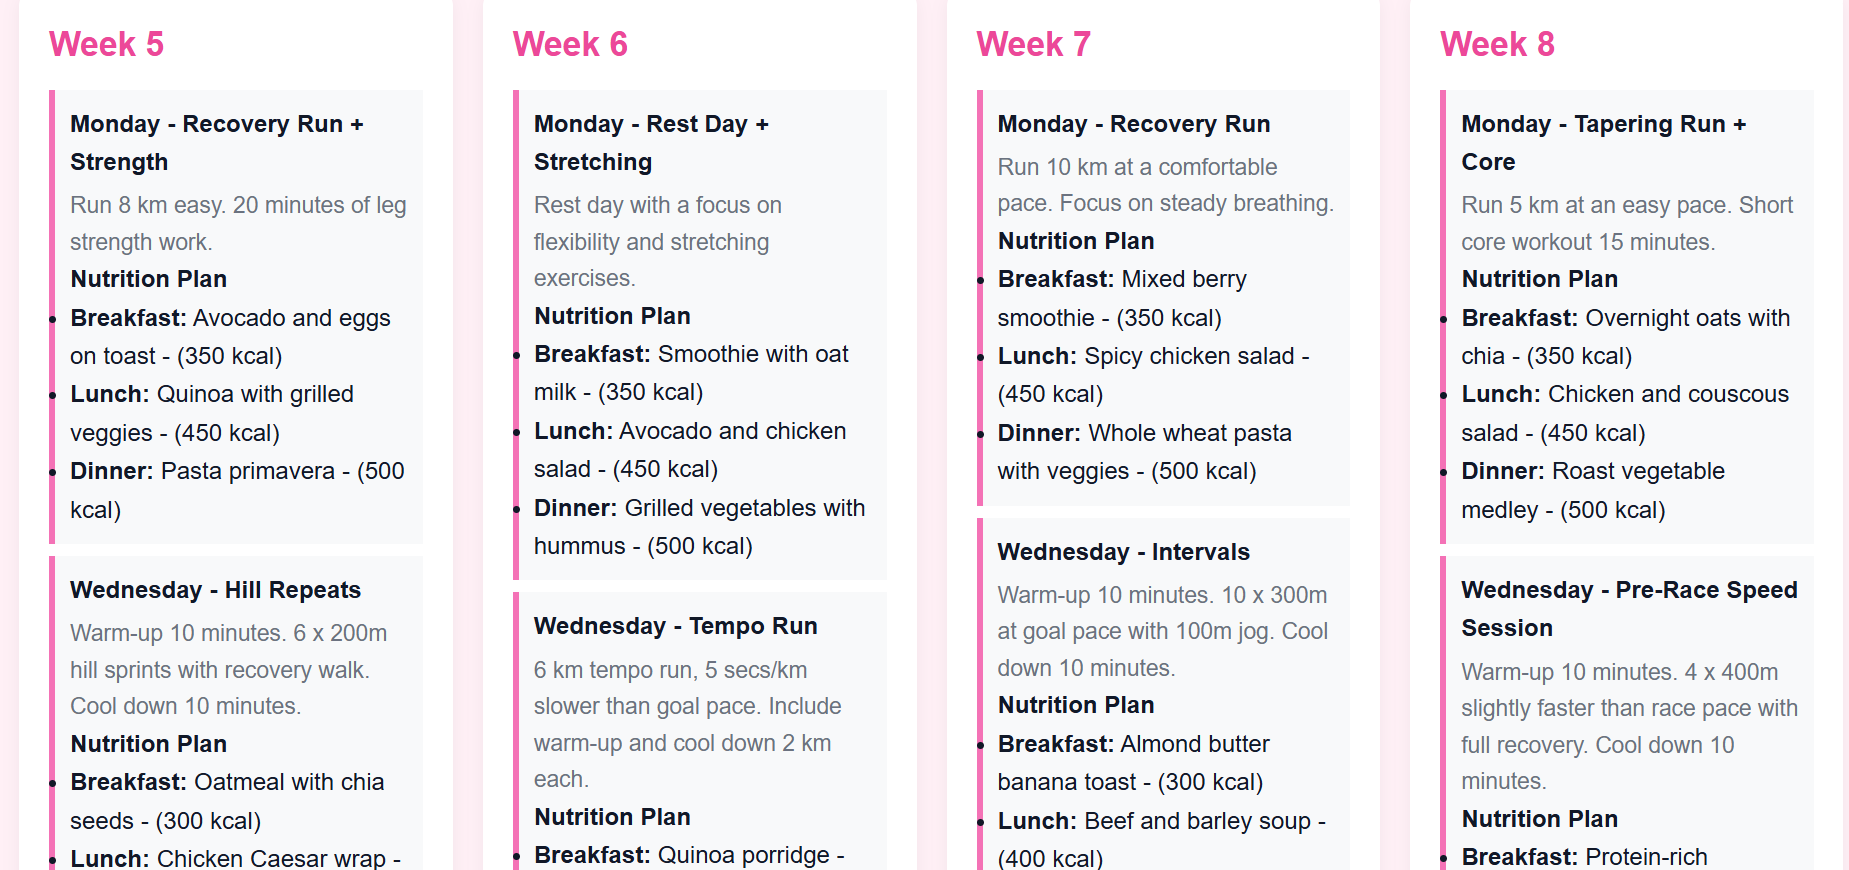 Week 5
Monday - Recovery Run +
Strength
Run 8 km easy. 20 minutes of leg
strength work.
Nutrition Plan
Breakfast: Avocado and eggs
on toast - (350 kcal)
Lunch: Quinoa with grilled
veggies - (450 kcal)
Dinner: Pasta primavera - (500
kcal)
Wednesday - Hill Repeats
Warm-up 10 minutes. 6 x 200m
hill sprints with recovery walk.
Cool down 10 minutes.
Nutrition Plan
Breakfast: Oatmeal with chia
seeds - (300 kcal)
Lunch: Chicken Caesar wrap -
Week 6
Monday - Rest Day +
Stretching
Rest day with a focus on
flexibility and stretching
exercises.
Nutrition Plan
Breakfast: Smoothie with oat
milk - (350 kcal)
Lunch: Avocado and chicken
salad - (450 kcal)
Dinner: Grilled vegetables with
hummus - (500 kcal)
Wednesday - Tempo Run
6 km tempo run, 5 secs/km
slower than goal pace. Include
warm-up and cool down 2 km
each.
Nutrition Plan
Breakfast: Quinoa porridge -
Week 7
Monday - Recovery Run
Run 10 km at a comfortable
pace. Focus on steady breathing.
Nutrition Plan
Breakfast: Mixed berry
smoothie - (350 kcal)
Lunch: Spicy chicken salad -
(450 kcal)
Dinner: Whole wheat pasta
with veggies - (500 kcal)
Wednesday - Intervals
Warm-up 10 minutes. 10 x 300m
at goal pace with 100m jog. Cool
down 10 minutes.
Nutrition Plan
Breakfast: Almond butter
banana toast - (300 kcal)
Lunch: Beef and barley soup -
(400 kcal)
Week 8
Monday - Tapering Run +
Core
Run 5 km at an easy pace. Short
core workout 15 minutes.
Nutrition Plan
Breakfast: Overnight oats with
chia - (350 kcal)
Lunch: Chicken and couscous
salad - (450 kcal)
Dinner: Roast vegetable
medley - (500 kcal)
Wednesday - Pre-Race Speed
Session
Warm-up 10 minutes. 4 x 400m
slightly faster than race pace with
full recovery. Cool down 10
minutes.
Nutrition Plan
Breakfast: Protein-rich